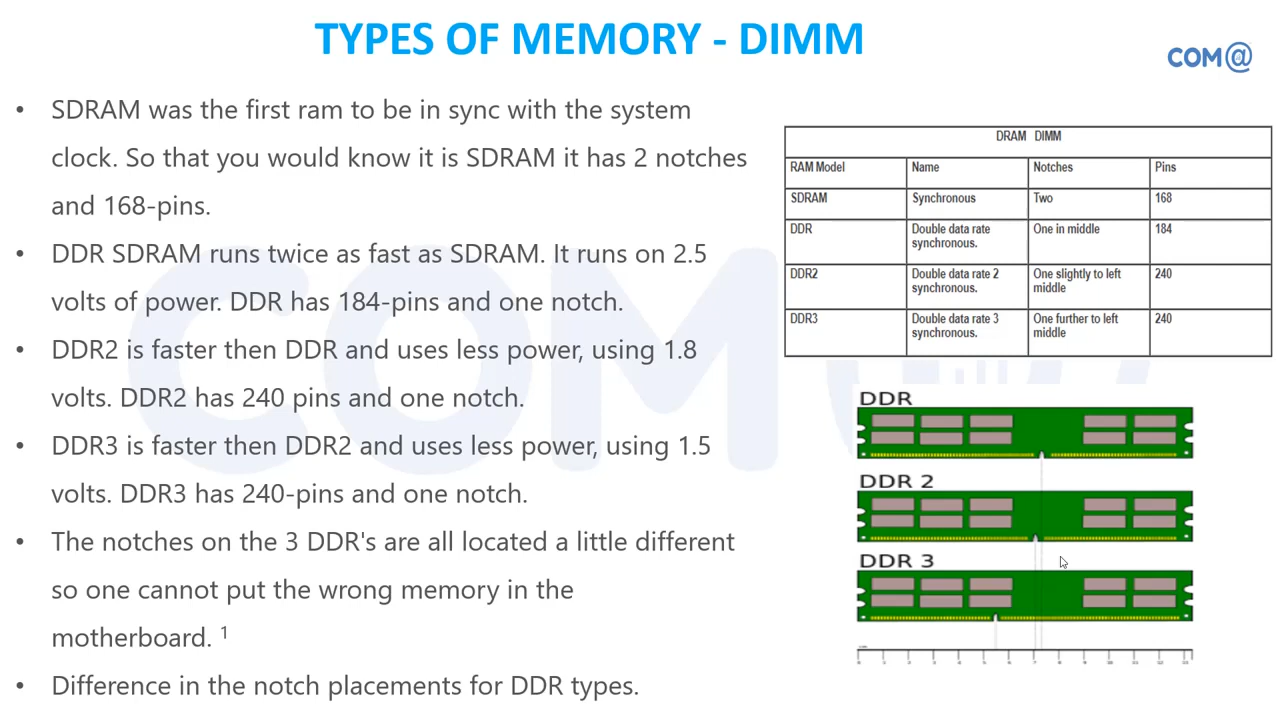 TYPES OF MEMORY - DIMM
COM@
• SDRAM was the first ram to be in sync with the system
clock. So that you would know it is SDRAM it has 2 notches
and 168-pins.
• DDR SDRAM runs twice as fast as SDRAM. It runs on 2.5
volts of power. DDR has 184-pins and one notch.
• DDR2 is faster then DDR and uses less power, using 1.8
volts. DDR2 has 240 pins and one notch.
• DDR3 is faster then DDR2 and uses less power, using 1.5
volts. DDR3 has 240-pins and one notch.
• The notches on the 3 DDR's are all located a little different
so one cannot put the wrong memory in the
motherboard. 1
• Difference in the notch placements for DDR types.
DRAM DIMM
RAM Model Name Notches Pins
SDRAM Synchronous Two 168
DDR Double data rate synchronous. One in middle 184
DDR2 Double data rate 2 synchronous. One slightly to left middle 240
DDR3 Double data rate 3 synchronous. One further to left middle 240
DDR
DDR 2
DDR 3